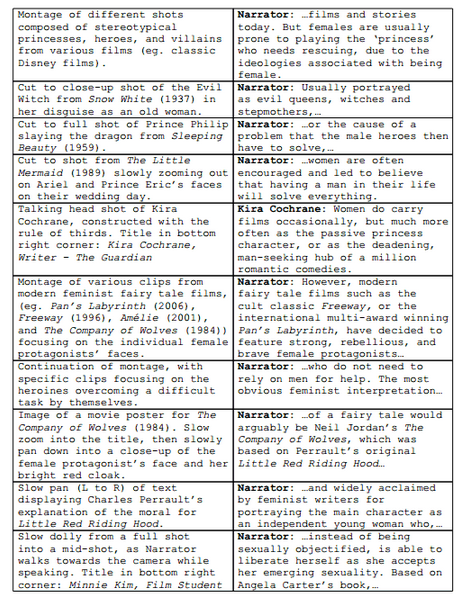 Montage of different shots
composed of stereotypical
princesses, heroes, and villains
from various films (eg. classic
Disney films).
Narrator: …films and stories
today. But females are usually
prone to playing the ‘princess’
who needs rescuing, due to the
ideologies associated with being
female.
Cut to close-up shot of the Evil
Witch from Snow White (1937) in
her disguise as an old woman.
Narrator: Usually portrayed
as evil queens, witches and
stepmothers,…
Cut to full shot of Prince Philip
slaying the dragon from Sleeping
Beauty (1959).
Narrator: …or the cause of a
problem that the male heroes then
have to solve,…
Cut to shot from The Little
Mermaid (1989) slowly zooming out
on Ariel and Prince Eric’s faces
on their wedding day.
Narrator: …women are often
encouraged and led to believe
that having a man in their life
will solve everything.
Talking head shot of Kira
Cochrane, constructed with the
rule of thirds. Title in bottom
right corner: Kira Cochrane,
Writer – The Guardian
Kira Cochrane: Women do carry
films occasionally, but much more
often as the passive princess
character, or as the deadening,
man-seeking hub of a million
romantic comedies.
Montage of various clips from
modern feminist fairy tale films,
(eg. Pan’s Labyrinth (2006),
Freeway (1996), Amélie (2001),
and The Company of Wolves (1984))
focusing on the individual female
protagonists’ faces.
Narrator: However, modern
fairy tale films such as the
cult classic Freeway, or the
international multi-award winning
Pan’s Labyrinth, have decided to
feature strong, rebellious, and
brave female protagonists…
Continuation of montage, with
specific clips focusing on the
heroines overcoming a difficult
task by themselves.
Narrator: …who do not need to
rely on men for help. The most
obvious feminist interpretation…
Image of a movie poster for The
Company of Wolves (1984). Slow
zoom into the title, then slowly
pan down into a close-up of the
female protagonist’s face and her
bright red cloak.
Narrator: …of a fairy tale would
arguably be Neil Jordan’s The
Company of Wolves, which was
based on Perrault’s original
Little Red Riding Hood…
Slow pan (L to R) of text
displaying Charles Perrault’s
explanation of the moral for
Little Red Riding Hood.
Narrator: …and widely acclaimed
by feminist writers for
portraying the main character as
an independent young woman who,…
Slow dolly from a full shot
into a mid-shot, as Narrator
walks towards the camera while
speaking. Title in bottom right
corner: Minnie Kim, Film Student
Narrator: …instead of being
sexually objectified, is able to
liberate herself as she accepts
her emerging sexuality. Based on
Angela Carter’s book,…